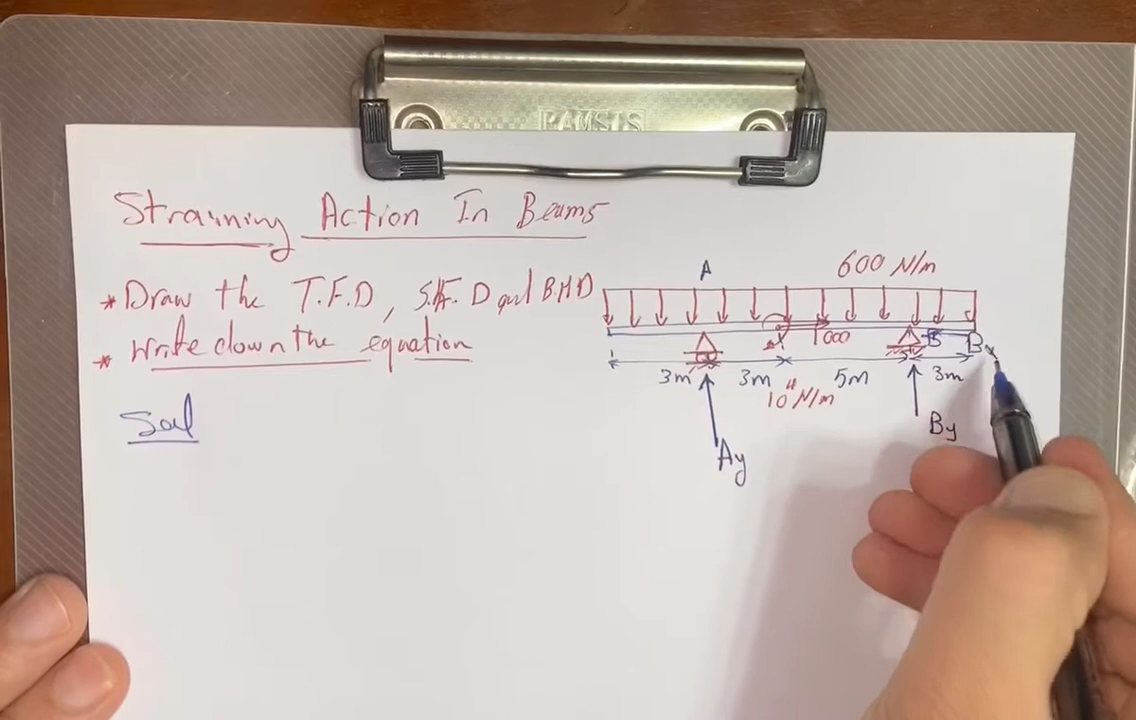 Straining Action In Beams
* Draw the T.F.D, S.F.D and BMD
* Write down the equation
Sol
A
600 N/m
1000
B
Bx
3m 3m 5m 3m
10 N/m
Ay
By